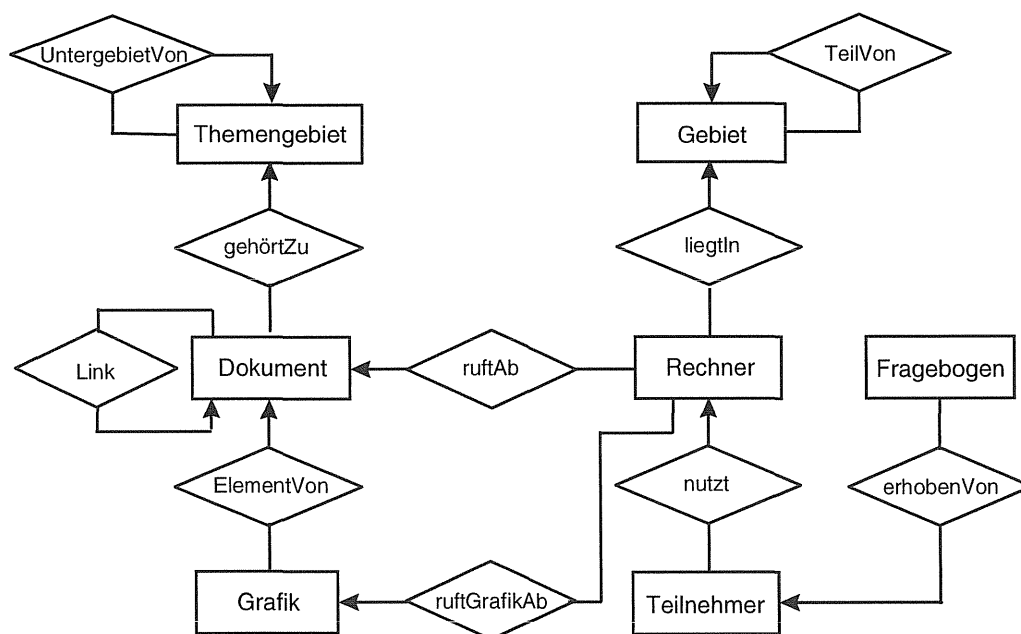 UntergebietVon
TeilVon
Themengebiet
Gebiet
gehörtZu
liegtIn
Link
Dokument
ruftAb
Rechner
Fragebogen
ElementVon
nutzt
erhobenVon
Grafik
ruftGrafikAb
Teilnehmer